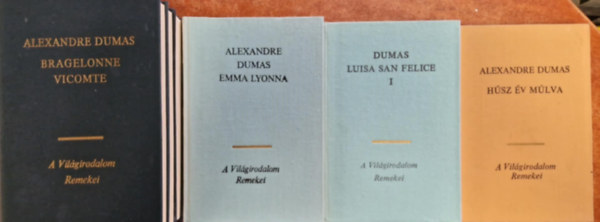 ALEXANDRE DUMAS
BRAGELONNE
VICOMTE
A Világirodalom
Remekei
ALEXANDRE
DUMAS
EMMA LYONNA
A Világirodalom
Remekei
DUMAS
LUISA SAN FELICE
I
A Világirodalom
Remekei
ALEXANDRE DUMAS
HÚSZ ÉV MÚLVA
A Világirodalom
Remekei